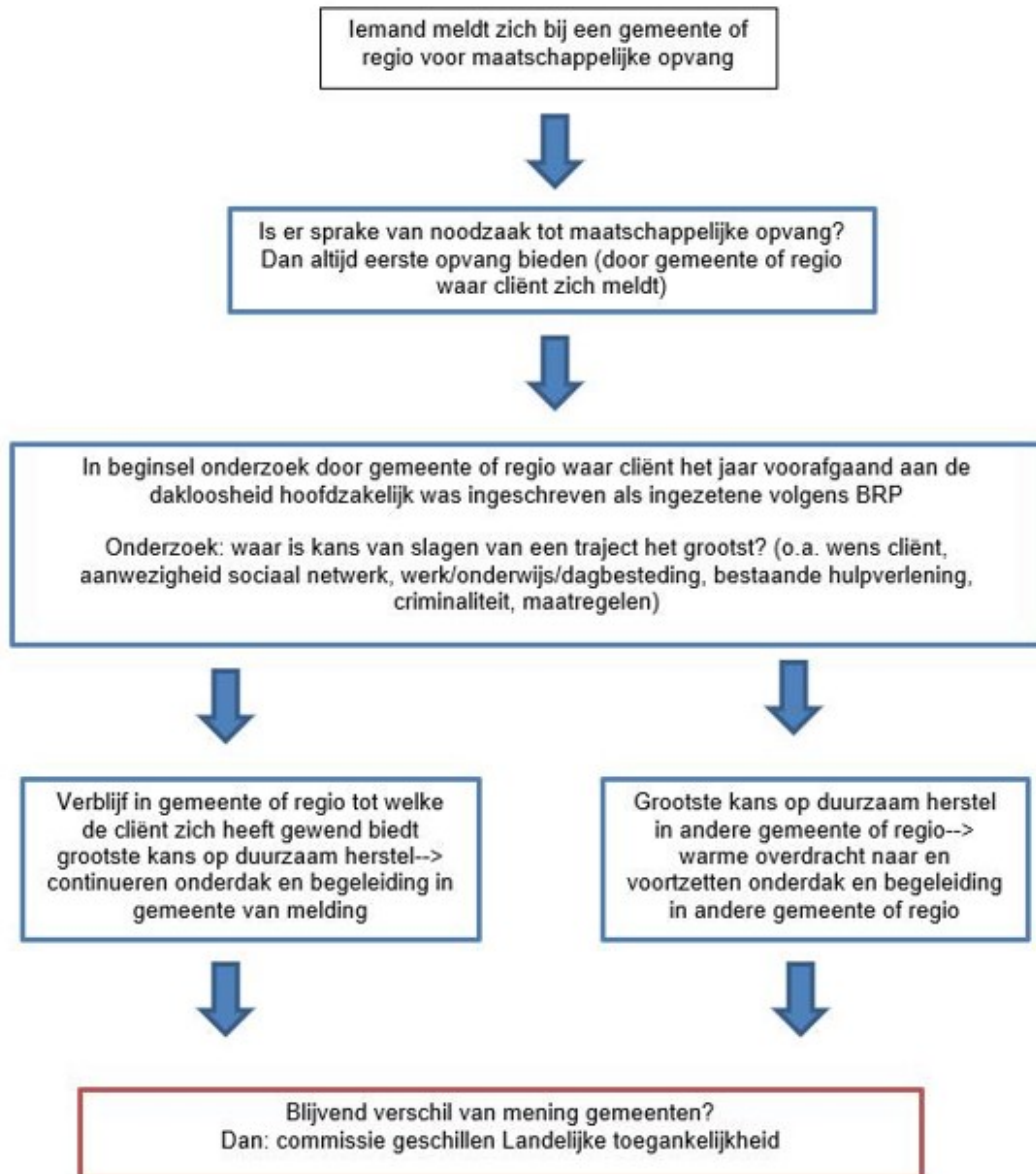 Iemand meldt zich bij een gemeente of
regio voor maatschappelijke opvang
Is er sprake van noodzaak tot maatschappelijke opvang?
Dan altijd eerste opvang bieden (door gemeente of regio
waar cliënt zich meldt)
In beginsel onderzoek door gemeente of regio waar cliënt het jaar voorafgaand aan de
dakloosheid hoofdzakelijk was ingeschreven als ingezetene volgens BRP
Onderzoek: waar is kans van slagen van een traject het grootst? (o.a. wens cliënt,
aanwezigheid sociaal netwerk, werk/onderwijs/dagbesteding, bestaande hulpverlening,
criminaliteit, maatregelen)
Verblijf in gemeente of regio tot welke
de cliënt zich heeft gewend biedt
grootste kans op duurzaam herstel-->
continueren onderdak en begeleiding in
gemeente van melding
Grootste kans op duurzaam herstel
in andere gemeente of regio-->
warme overdracht naar en
voortzetten onderdak en begeleiding
in andere gemeente of regio
Blijvend verschil van mening gemeenten?
Dan: commissie geschillen Landelijke toegankelijkheid